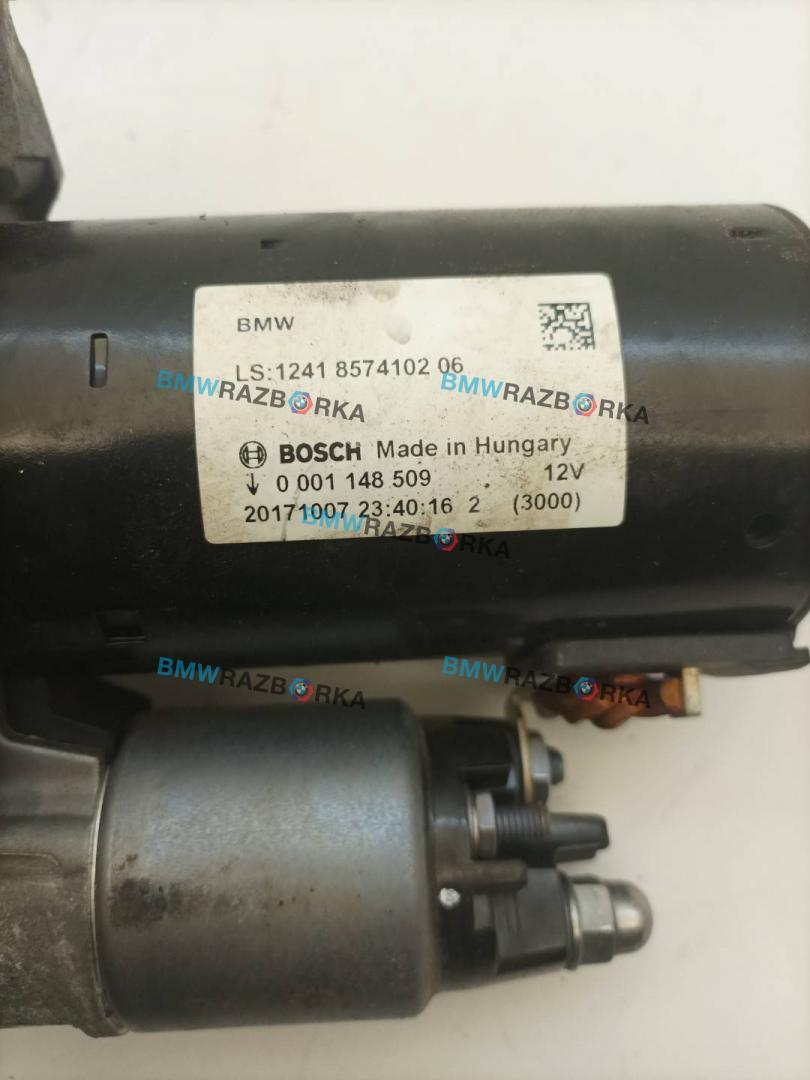 BMW
LS:1241 8574102 06
BMWRAZBORKA
BMWRAZBORKA
BOSCH Made in Hungary
0 001 148 509 12V
20171007 23:40:16 2 (3000)
BMWRAZBORKA
BMWRAZBORKA
BMWRAZBORKA